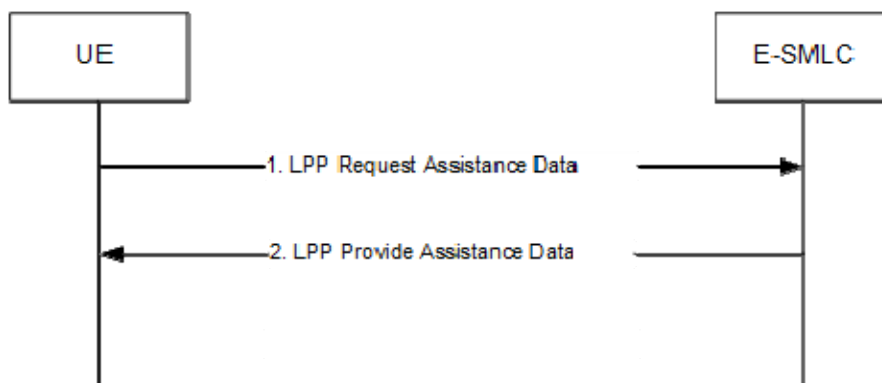 UE
E-SMLC
1. LPP Request Assistance Data
2. LPP Provide Assistance Data